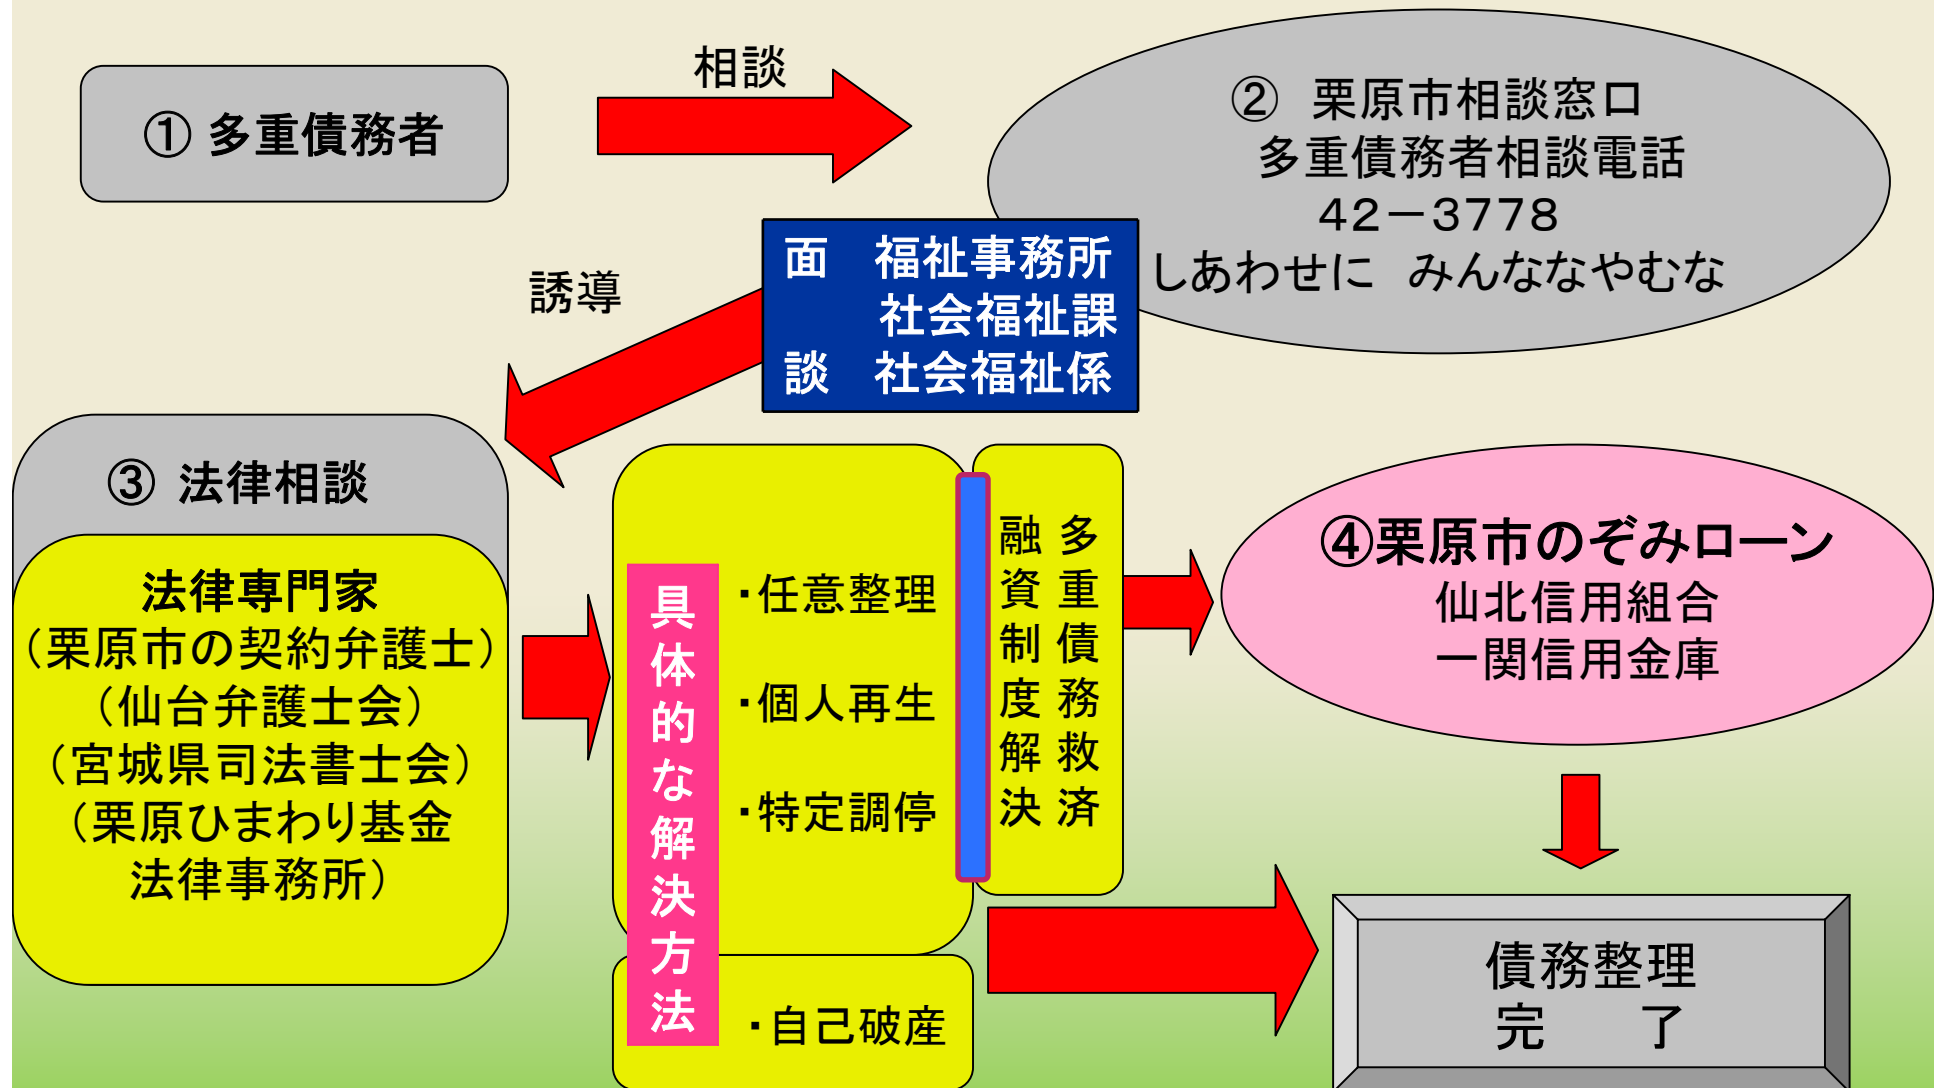 ① 多重債務者
相談
② 栗原市相談窓口
多重債務者相談電話
42－3778
しあわせに みんななやむな
面 福祉事務所
社会福祉課
談 社会福祉係
誘導
③ 法律相談
法律専門家
（栗原市の契約弁護士）
（仙台弁護士会）
（宮城県司法書士会）
（栗原ひまわり基金
法律事務所）
具体的な解決方法
・任意整理
・個人再生
・特定調停
・自己破産
多重債務救済
融資制度解決
④栗原市のぞみローン
仙北信用組合
一関信用金庫
債務整理
完 了